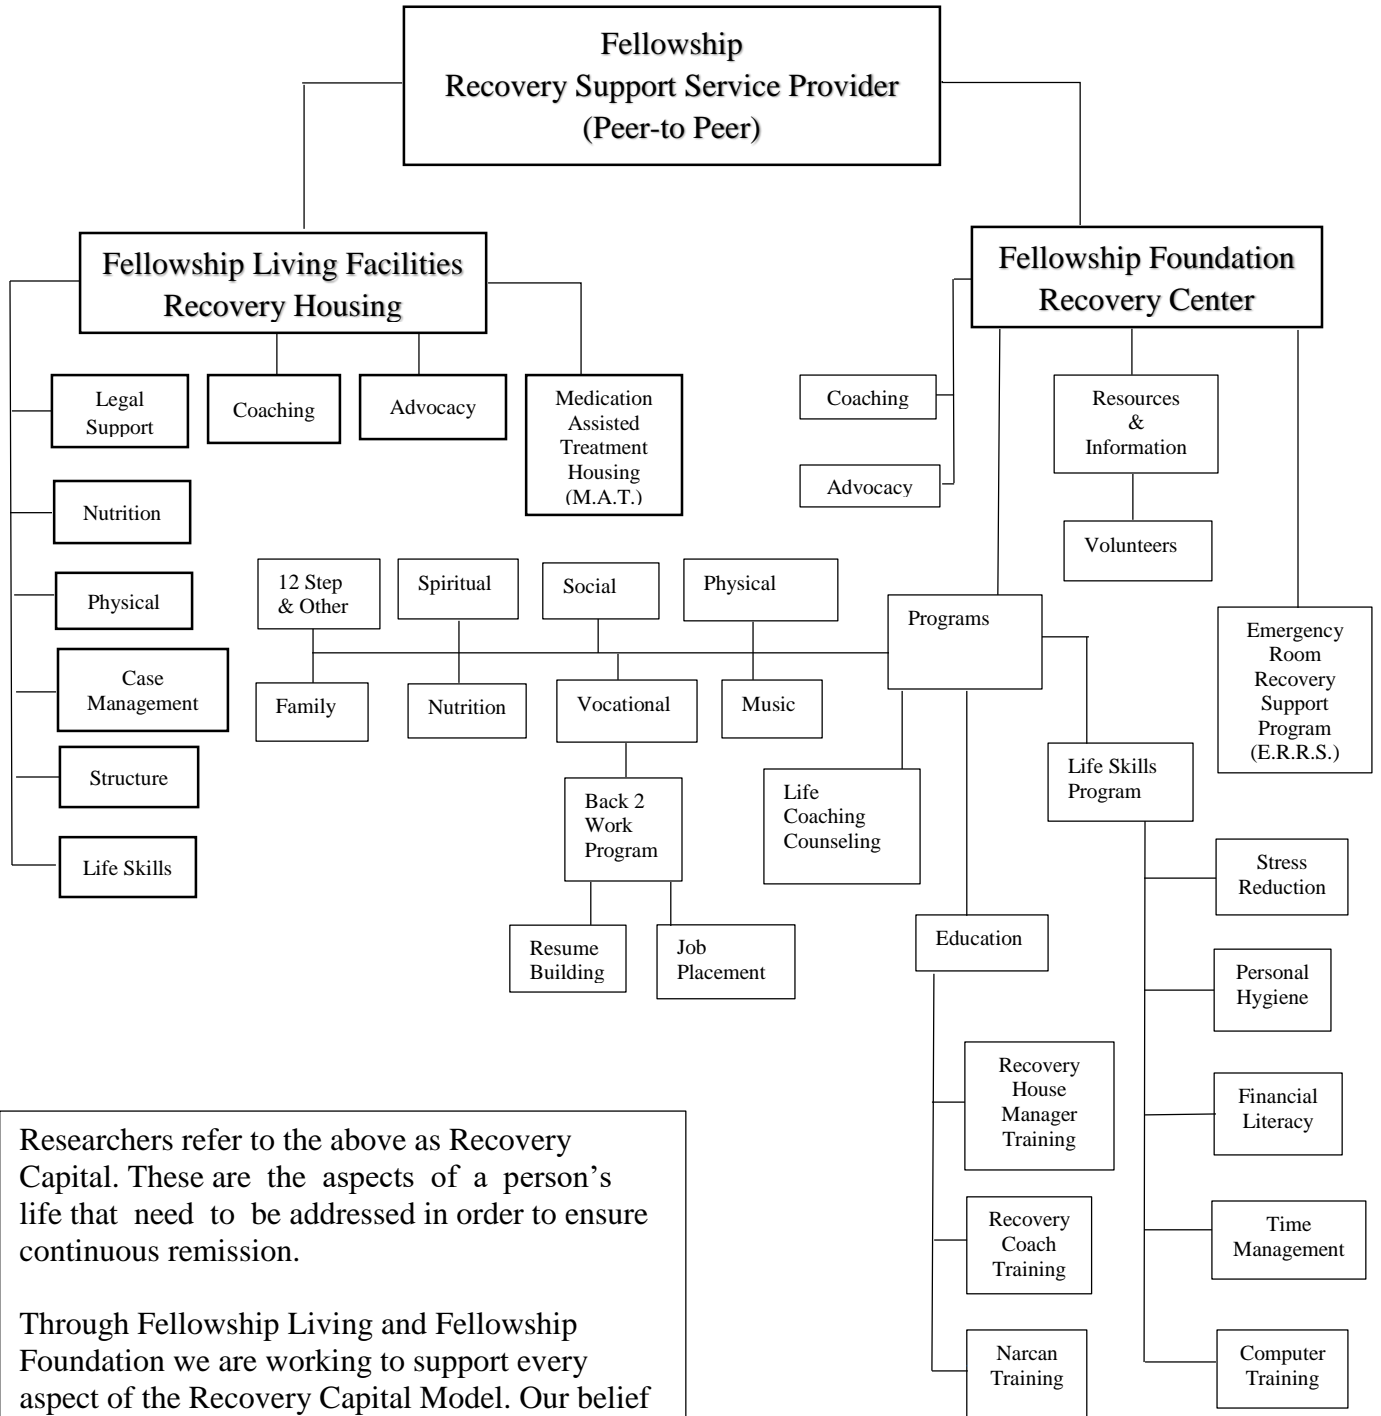 Fellowship
Recovery Support Service Provider
(Peer-to Peer)
Fellowship Living Facilities
Recovery Housing
Fellowship Foundation
Recovery Center
Legal
Support
Coaching
Advocacy
Medication
Assisted
Treatment
Housing
(M.A.T.)
Nutrition
Physical
Case
Management
Structure
Life Skills
Coaching
Advocacy
Resources
&
Information
Volunteers
Emergency
Room
Recovery
Support
Program
(E.R.R.S.)
Programs
12 Step
& Other
Spiritual
Social
Physical
Family
Nutrition
Vocational
Music
Back 2
Work
Program
Resume
Building
Job
Placement
Life
Coaching
Counseling
Education
Recovery
House
Manager
Training
Recovery
Coach
Training
Narcan
Training
Life Skills
Program
Stress
Reduction
Personal
Hygiene
Financial
Literacy
Time
Management
Computer
Training
Researchers refer to the above as Recovery
Capital. These are the aspects of a person’s
life that need to be addressed in order to ensure
continuous remission.
Through Fellowship Living and Fellowship
Foundation we are working to support every
aspect of the Recovery Capital Model. Our belief